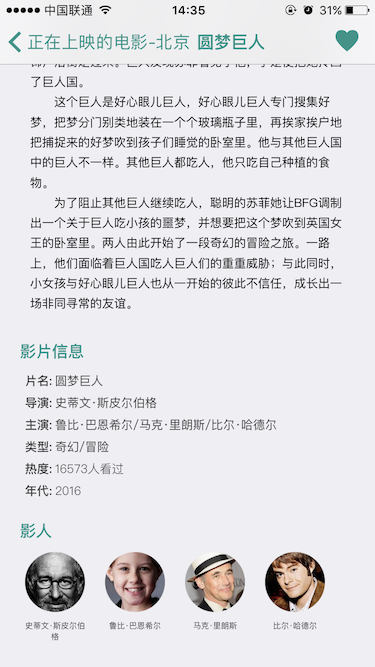 中国联通 14:35 31%
正在上映的电影-北京 圆梦巨人
了巨人国。
这个巨人是好心眼儿巨人，好心眼儿巨人专门搜集好
梦，把梦分门别类地装在一个个玻璃瓶子里，再挨家挨户地
把捕捉来的好梦吹到孩子们睡觉的卧室里。他与其他巨人国
中的巨人不一样。其他巨人都吃人，他只吃自己种植的食
物。
为了阻止其他巨人继续吃人，聪明的苏菲她让BFG调制
出一个关于巨人吃小孩的噩梦，并想要把这个梦吹到英国女
王的卧室里。两人由此开始了一段奇幻的冒险之旅。一路
上，他们面临着巨人国吃人巨人们的重重威胁；与此同时，
小女孩与好心眼儿巨人也从一开始的彼此不信任，成长出一
场非同寻常的友谊。
影片信息
片名: 圆梦巨人
导演: 史蒂文·斯皮尔伯格
主演: 鲁比·巴恩希尔/马克·里朗斯/比尔·哈德尔
类型: 奇幻/冒险
热度: 16573人看过
年代: 2016
影人
史蒂文·斯皮尔伯格 鲁比·巴恩希尔 马克·里朗斯 比尔·哈德尔